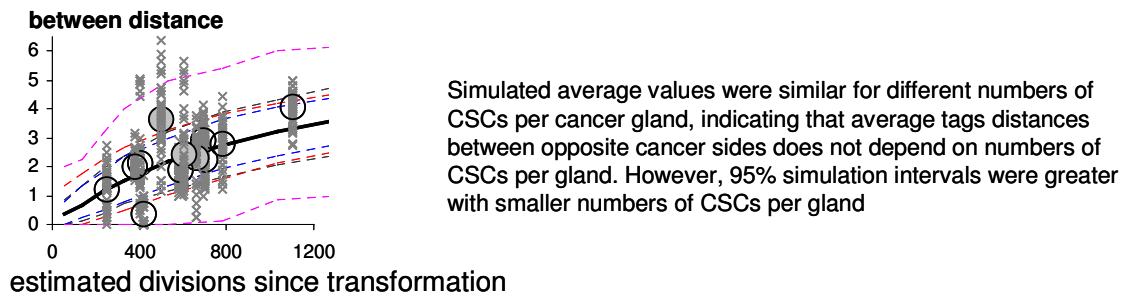 between distance
6
5
4
3
2
1
0
0 400 800 1200
estimated divisions since transformation
Simulated average values were similar for different numbers of
CSCs per cancer gland, indicating that average tags distances
between opposite cancer sides does not depend on numbers of
CSCs per gland. However, 95% simulation intervals were greater
with smaller numbers of CSCs per gland